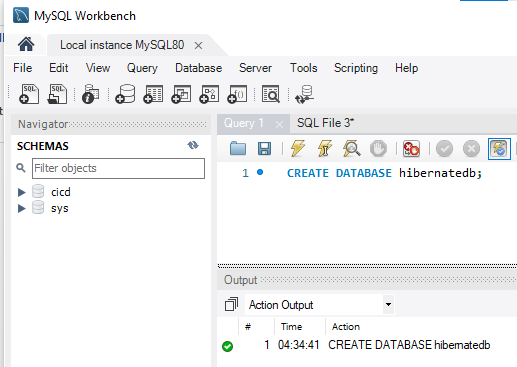 MySQL Workbench
Local instance MySQL80
File Edit View Query Database Server Tools Scripting Help
Navigator
SCHEMAS
Filter objects
cicd
sys
Query 1
SQL File 3*
1 CREATE DATABASE hibernatedb;
Output
Action Output
# Time Action
1 04:34:41 CREATE DATABASE hibernatedb